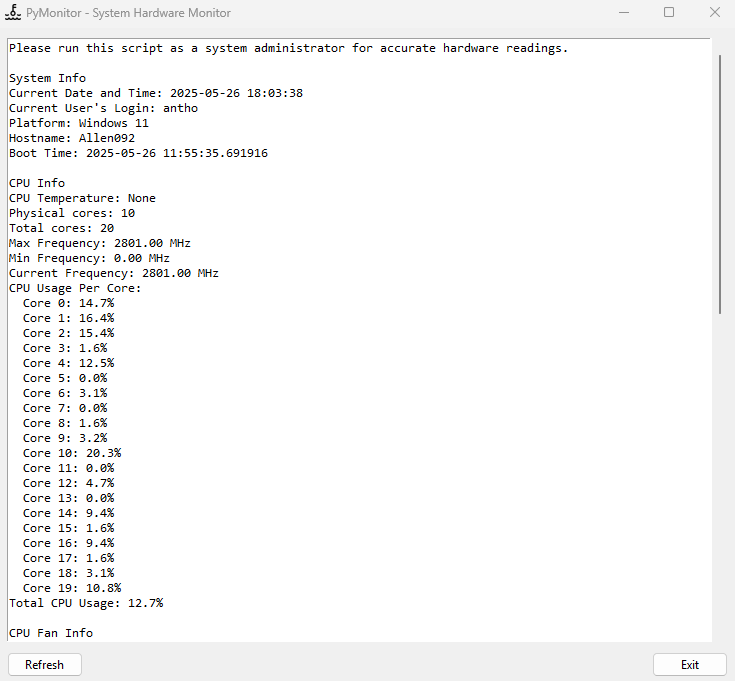 PyMonitor - System Hardware Monitor
Please run this script as a system administrator for accurate hardware readings.
System Info
Current Date and Time: 2025-05-26 18:03:38
Current User's Login: antho
Platform: Windows 11
Hostname: Allen092
Boot Time: 2025-05-26 11:55:35.691916
CPU Info
CPU Temperature: None
Physical cores: 10
Total cores: 20
Max Frequency: 2801.00 MHz
Min Frequency: 0.00 MHz
Current Frequency: 2801.00 MHz
CPU Usage Per Core:
Core 0: 14.7%
Core 1: 16.4%
Core 2: 15.4%
Core 3: 1.6%
Core 4: 12.5%
Core 5: 0.0%
Core 6: 3.1%
Core 7: 0.0%
Core 8: 1.6%
Core 9: 3.2%
Core 10: 20.3%
Core 11: 0.0%
Core 12: 4.7%
Core 13: 0.0%
Core 14: 9.4%
Core 15: 1.6%
Core 16: 9.4%
Core 17: 1.6%
Core 18: 3.1%
Core 19: 10.8%
Total CPU Usage: 12.7%
CPU Fan Info
Refresh
Exit